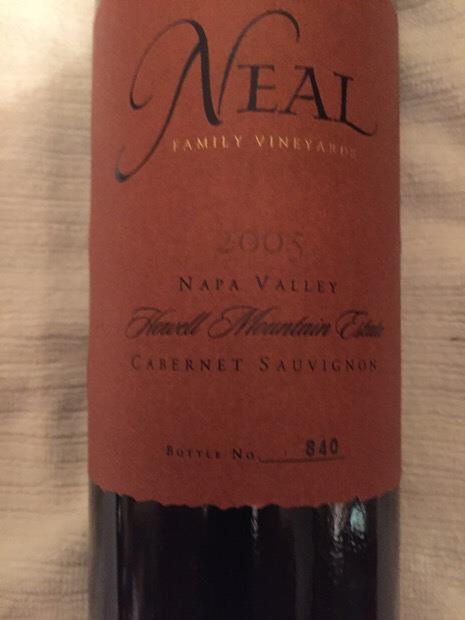 NEAL
FAMILY VINEYARDS
2005
NAPA VALLEY
Howell Mountain Estate
CABERNET SAUVIGNON
BOTTLE NO. 840